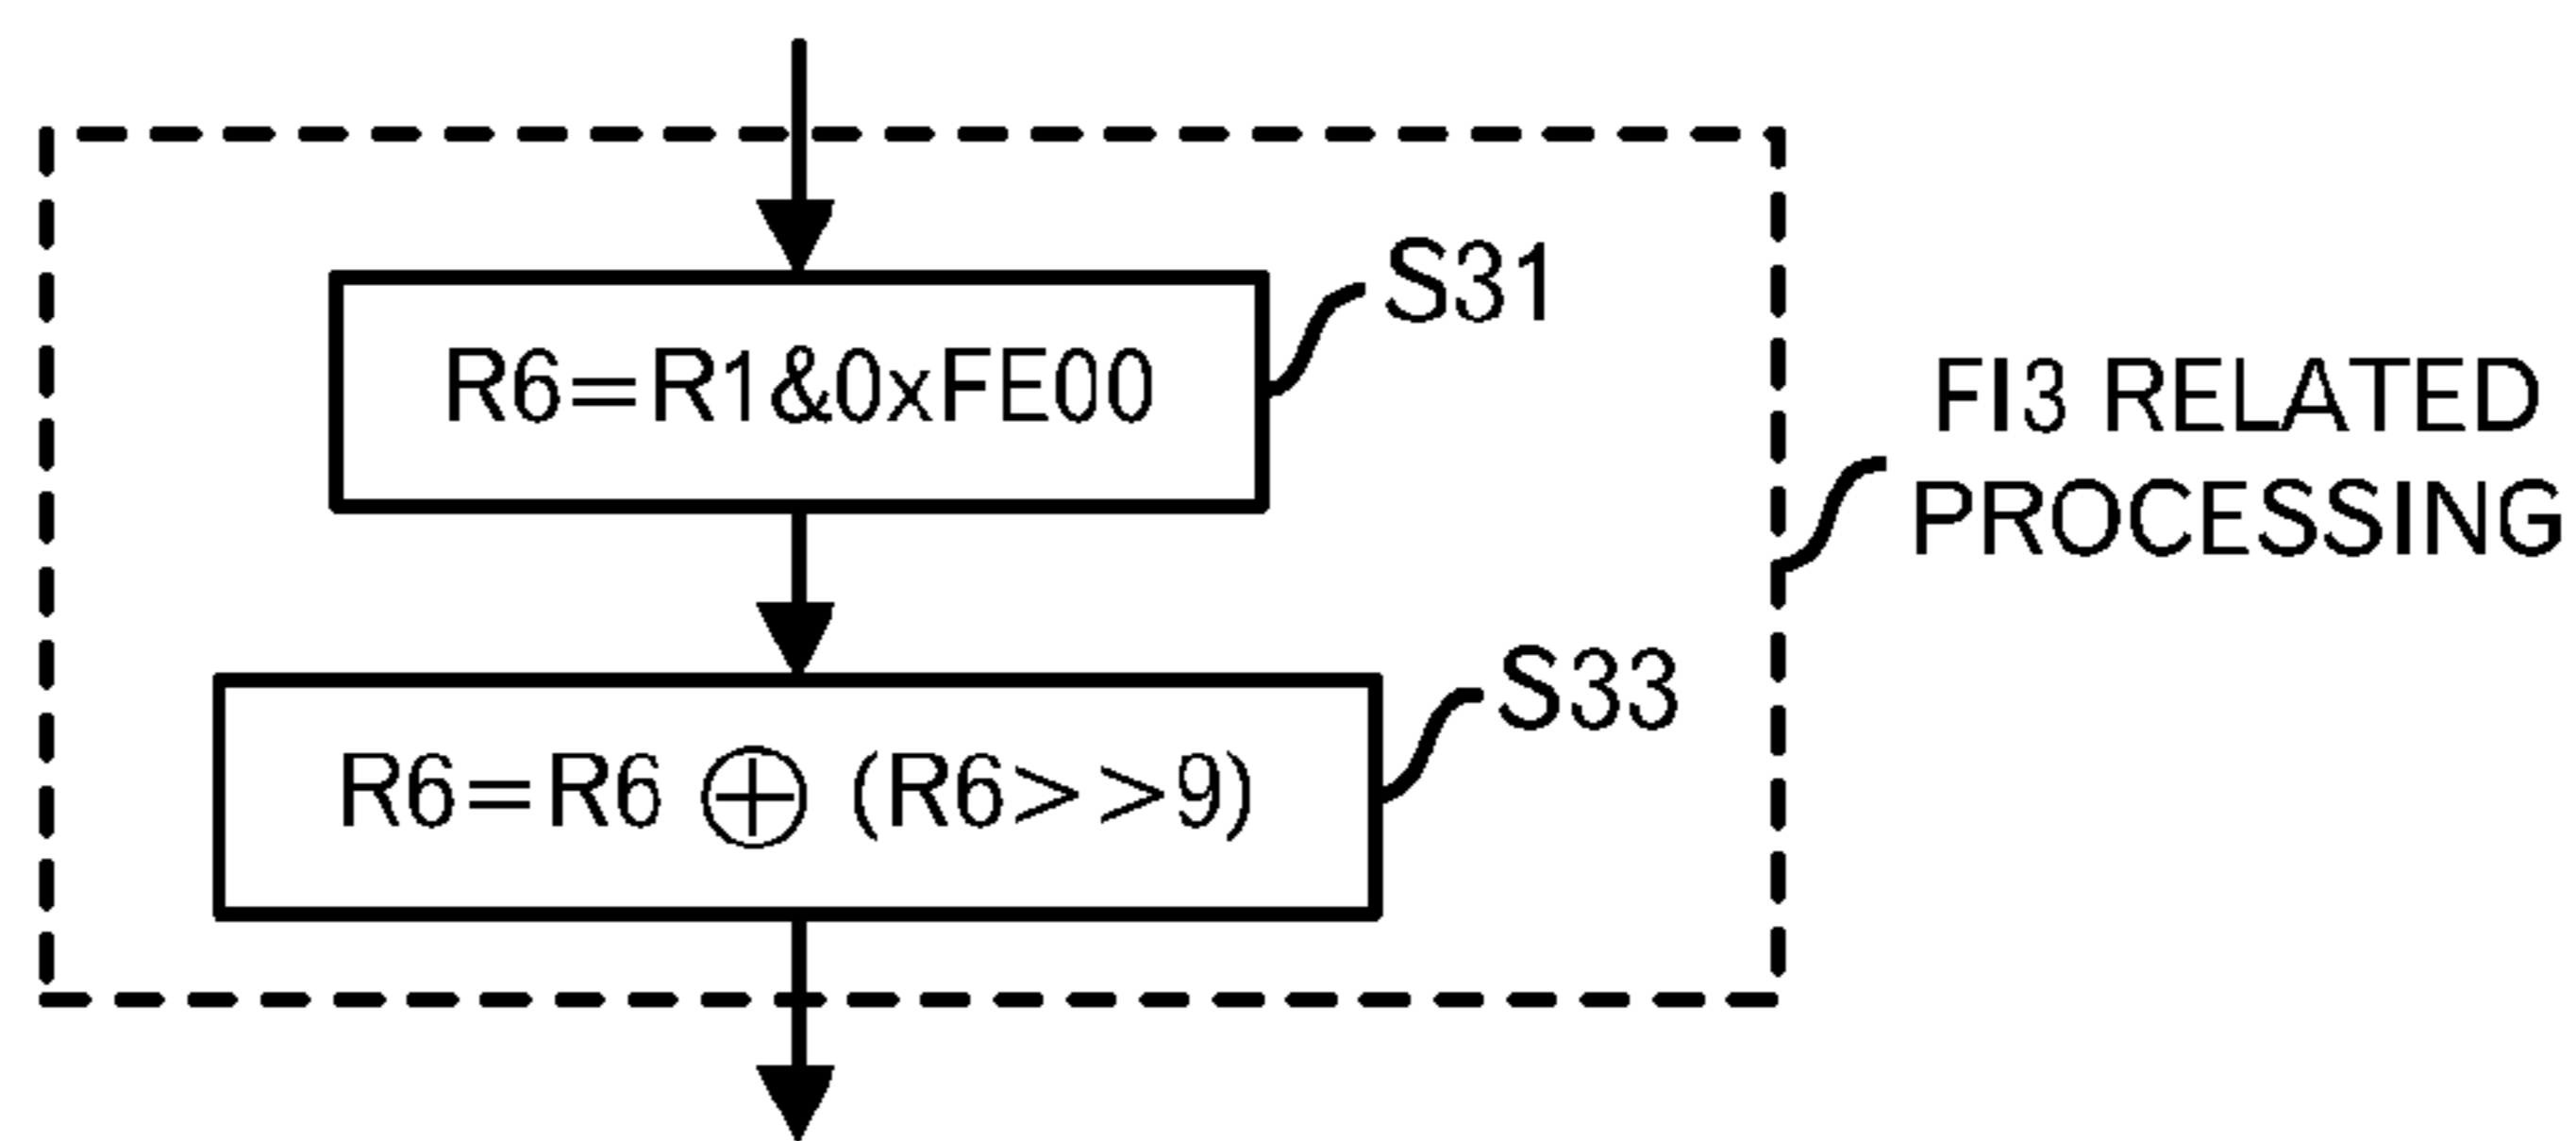 S31
R6=R1&0xFE00
FI3 RELATED
PROCESSING
S33
R6=R6 ⊕ (R6>>9)